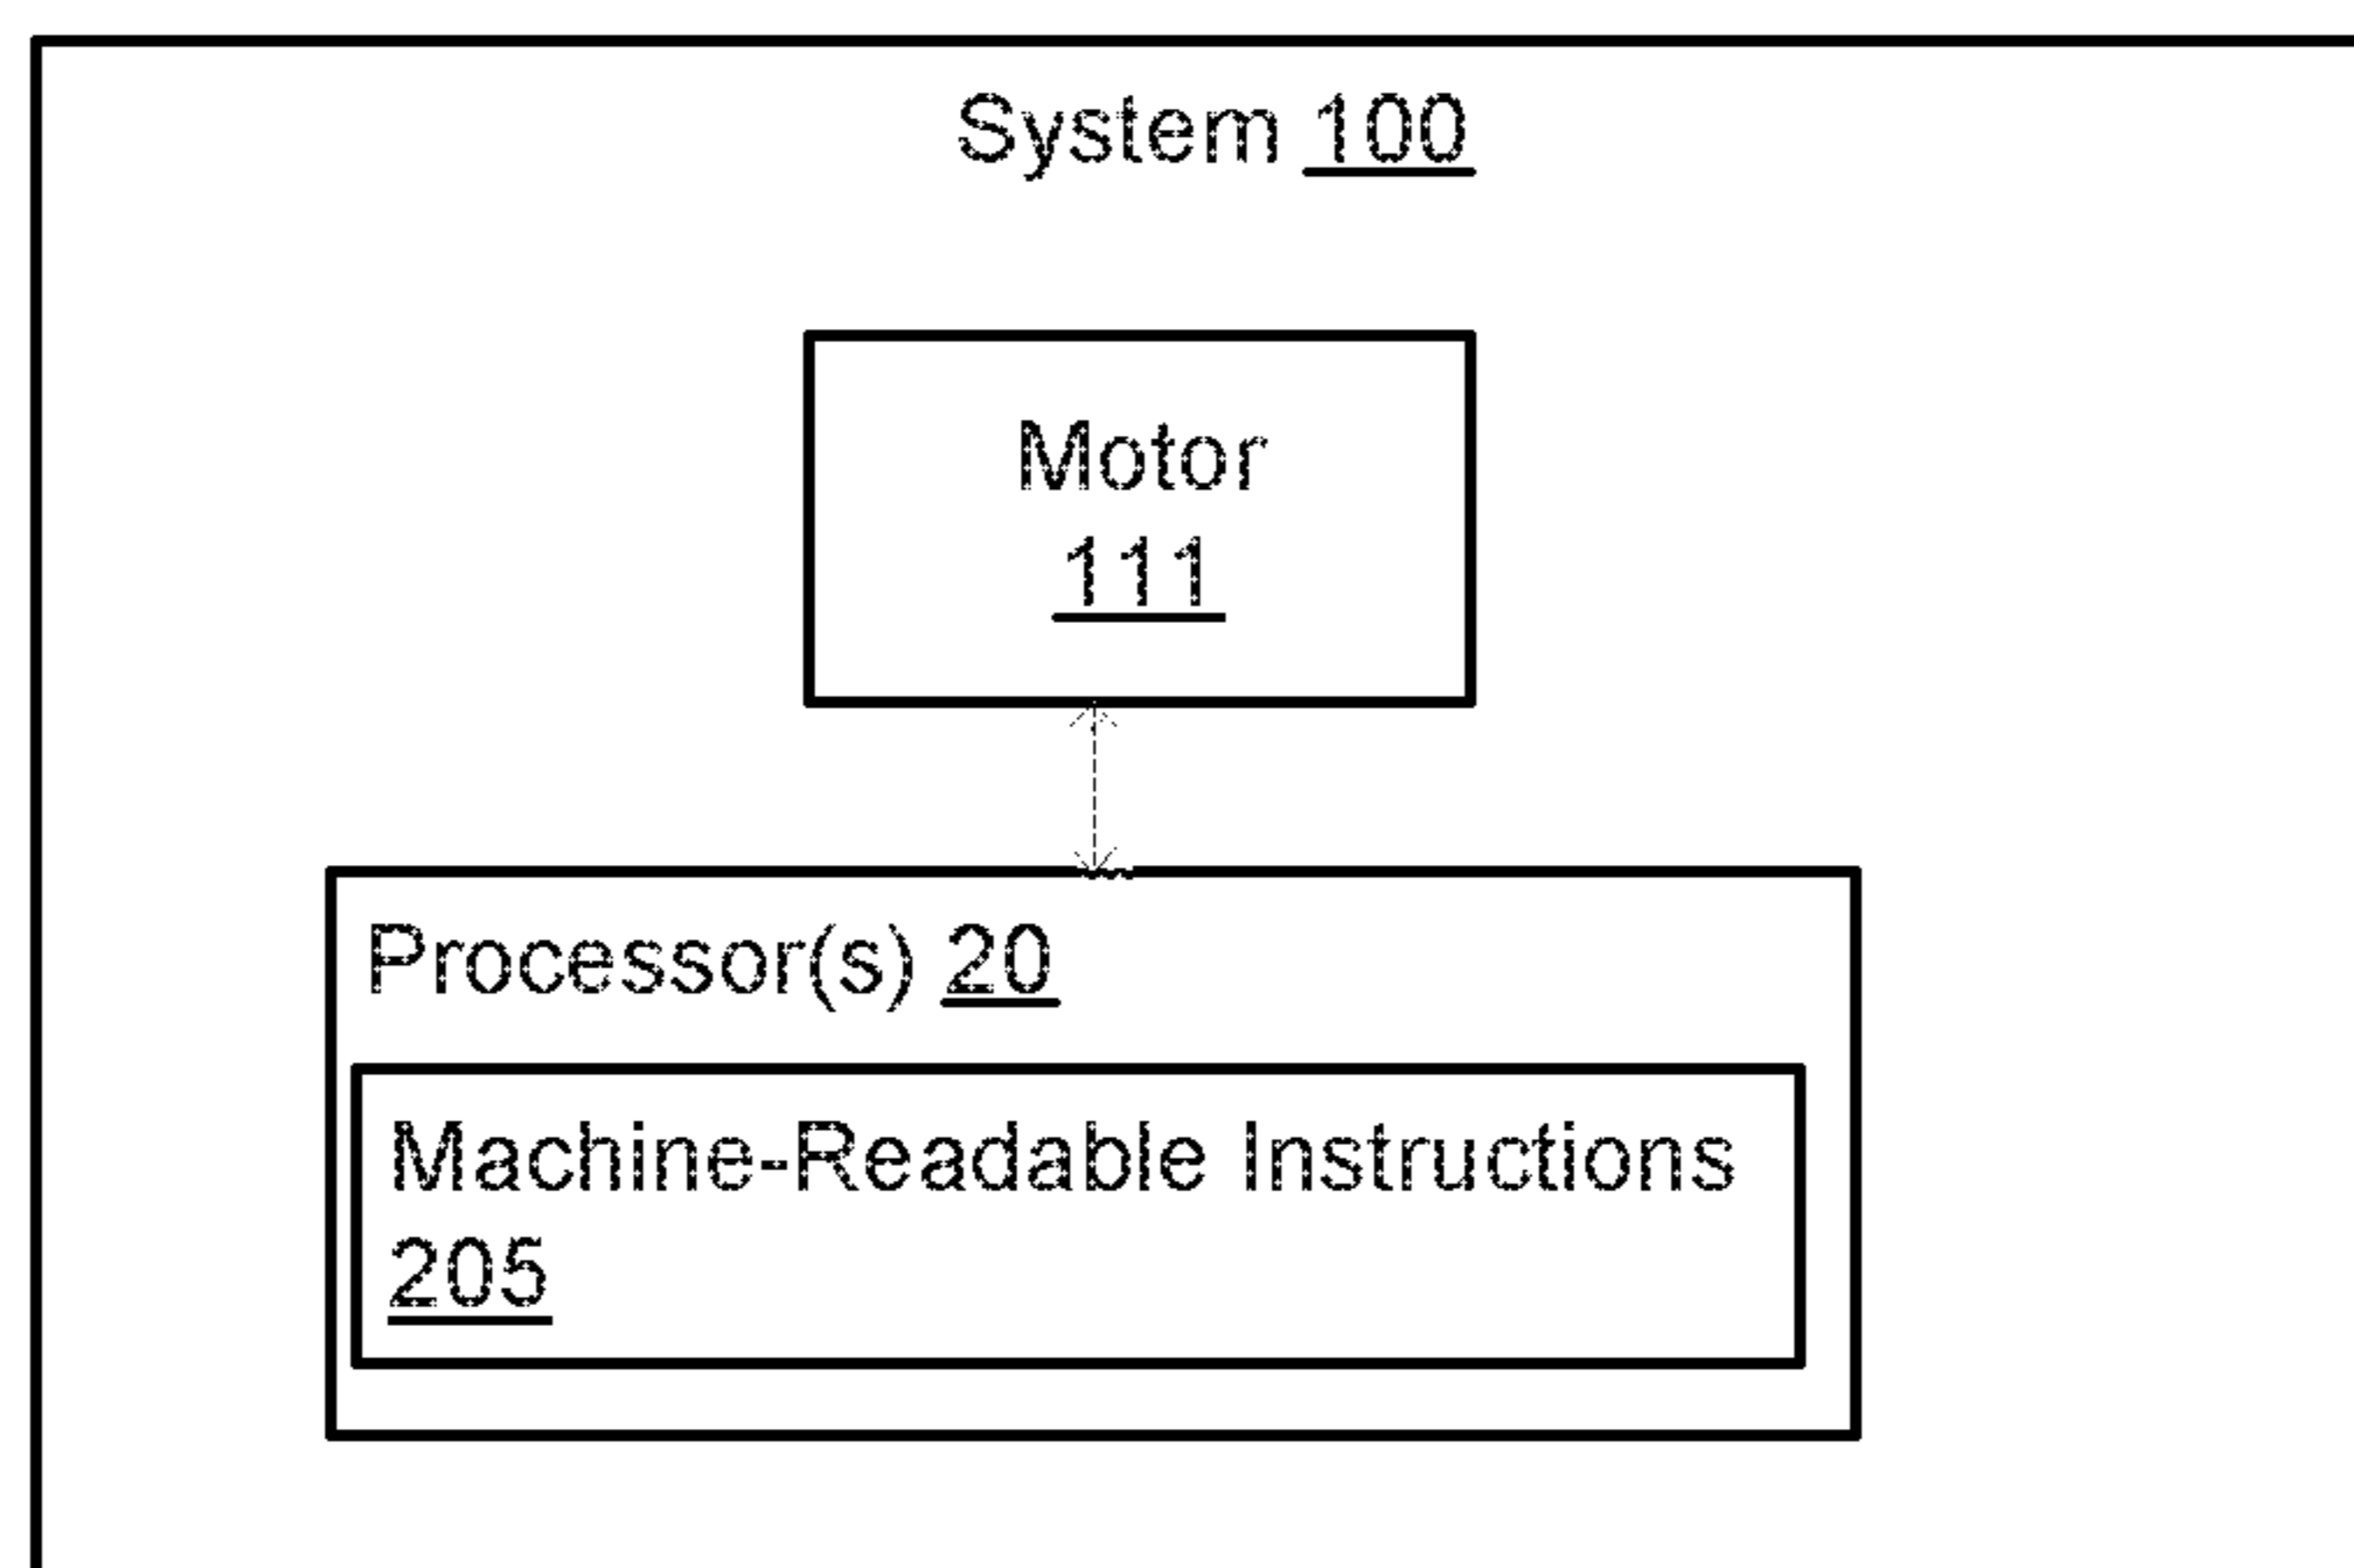 System 100
Motor
111
Processor(s) 20
Machine-Readable Instructions
205